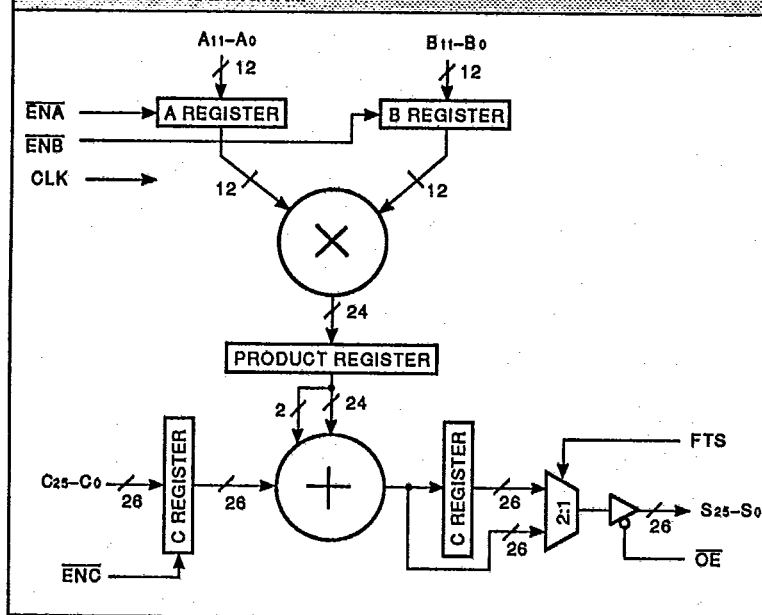 A11–A0
B11–B0
12
12
ENA
A REGISTER
B REGISTER
ENB
CLK
12
12
×
24
PRODUCT REGISTER
2
24
C REGISTER
C REGISTER
FTS
C25–C0
26
26
+
26
2:1
26
S25–S0
26
ENC
OE